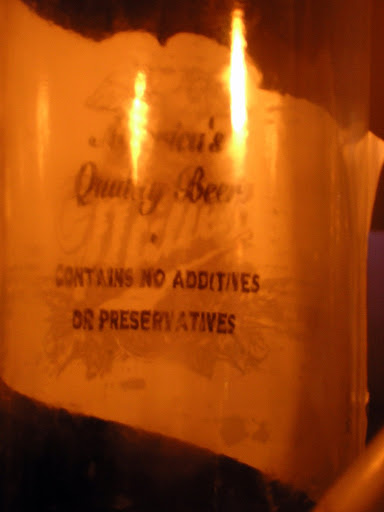 America's
Quality Beers
CONTAINS NO ADDITIVES
OR PRESERVATIVES